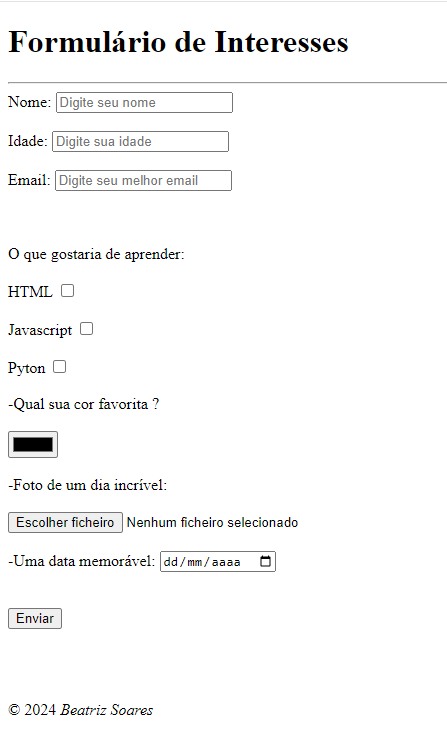 Formulário de Interesses
Nome: Digite seu nome
Idade: Digite sua idade
Email: Digite seu melhor email
O que gostaria de aprender:
HTML
Javascript
Pyton
-Qual sua cor favorita ?
-Foto de um dia incrível:
Escolher ficheiro Nenhum ficheiro selecionado
-Uma data memorável: dd/mm/aaaa
Enviar
© 2024 Beatriz Soares